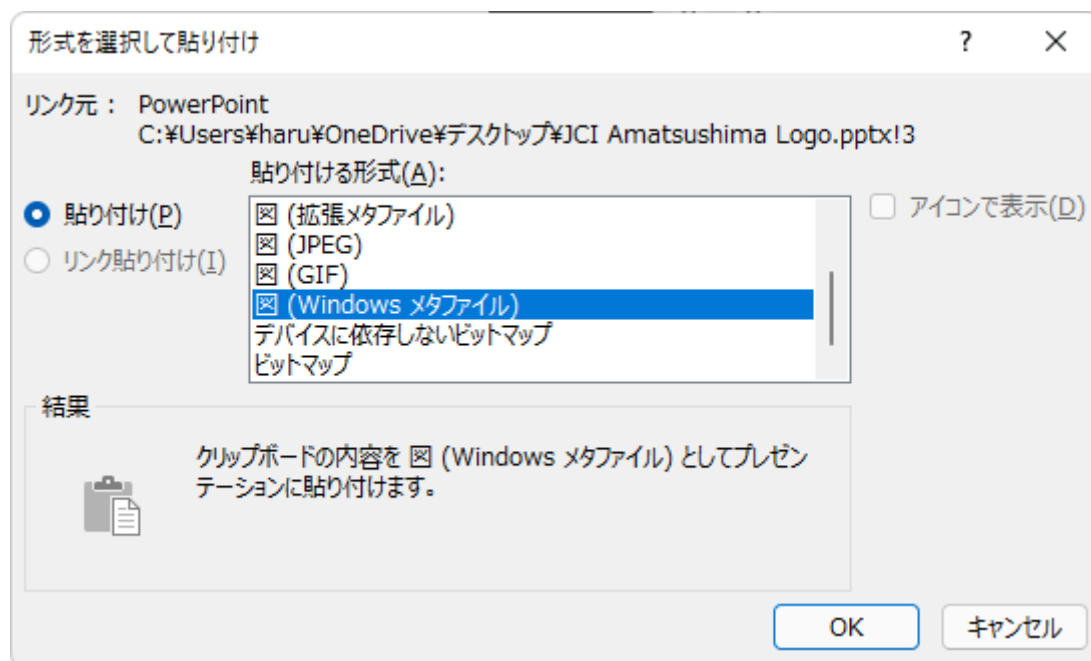 形式を選択して貼り付け
?
リンク元： PowerPoint
C:¥Users¥haru¥OneDrive¥デスクトップ¥JCI Amatsushima Logo.pptx!3
貼り付ける形式(A):
貼り付け(P)
リンク貼り付け(I)
図 (拡張メタファイル)
図 (JPEG)
図 (GIF)
図 (Windows メタファイル)
デバイスに依存しないビットマップ
ビットマップ
アイコンで表示(D)
結果
クリップボードの内容を 図 (Windows メタファイル) としてプレゼン
テーションに貼り付けます。
OK
キャンセル